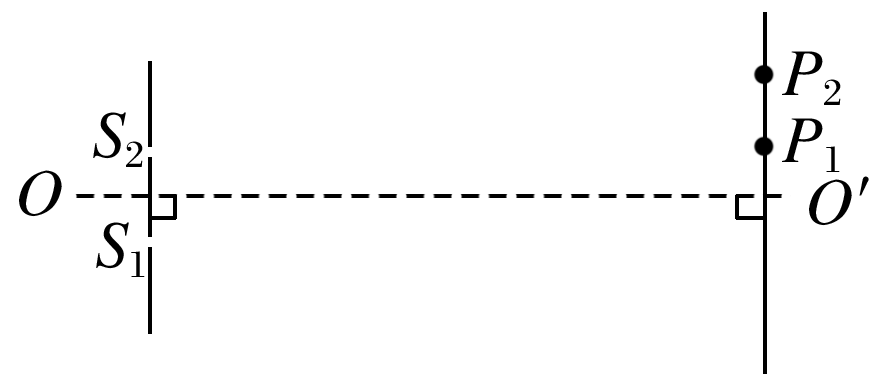 P₂
S₂
P₁
O
O′
S₁